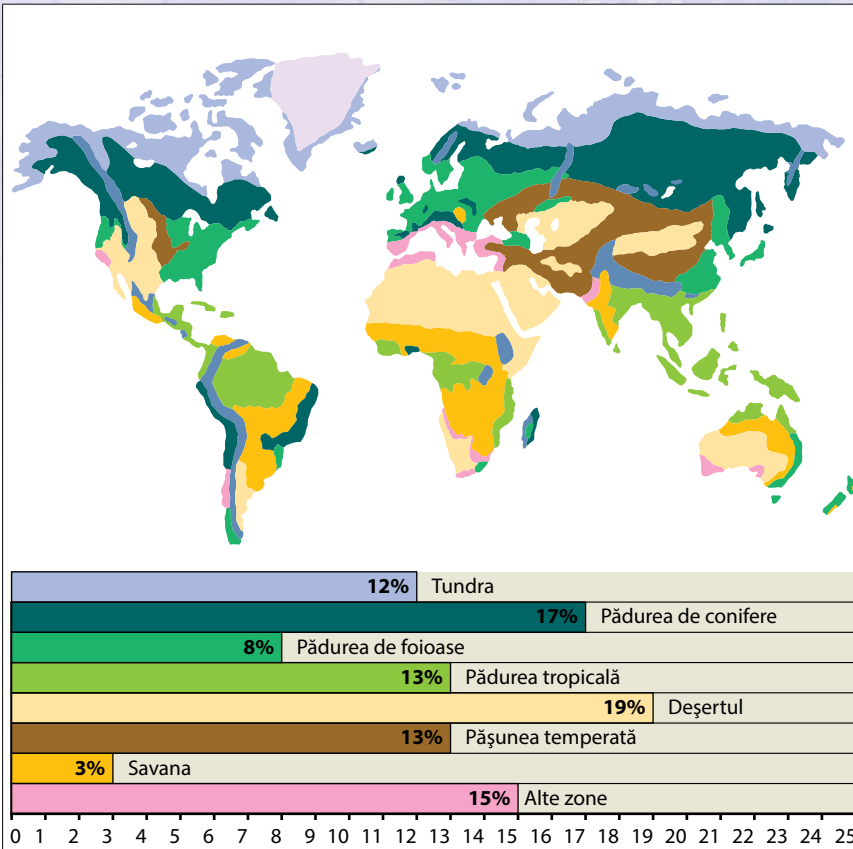 12% Tundra
17% Pădurea de conifere
8% Pădurea de foioase
13% Pădurea tropicală
19% Deşertul
13% Păşunea temperată
3% Savana
15% Alte zone
0 1 2 3 4 5 6 7 8 9 10 11 12 13 14 15 16 17 18 19 20 21 22 23 24 25